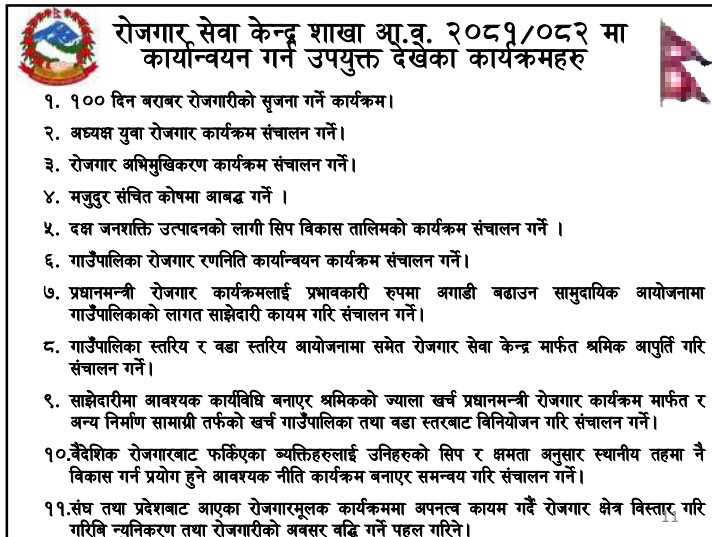 रोजगार सेवा केन्द्र शाखा आ.व. २०८१/०८२ मा
कार्यान्वयन गर्न उपयुक्त देखेका कार्यक्रमहरु
१. १०० दिन बराबर रोजगारीको सृजना गर्ने कार्यक्रम।
२. अध्यक्ष युवा रोजगार कार्यक्रम संचालन गर्ने।
३. रोजगार अभिमुखिकरण कार्यक्रम संचालन गर्ने।
४. मजुदुर संचित कोषमा आबद्ध गर्ने ।
५. दक्ष जनशक्ति उत्पादनको लागी सिप विकास तालिमको कार्यक्रम संचालन गर्ने ।
६. गाउँपालिका रोजगार रणनिति कार्यान्वयन कार्यक्रम संचालन गर्ने।
७. प्रधानमन्त्री रोजगार कार्यक्रमलाई प्रभावकारी रुपमा अगाडी बढाउन सामुदायिक आयोजनामा
गाउँपालिकाको लागत साझेदारी कायम गरि संचालन गर्ने।
८. गाउँपालिका स्तरिय र वडा स्तरिय आयोजनामा समेत रोजगार सेवा केन्द्र मार्फत श्रमिक आपुर्ति गरि
संचालन गर्ने।
९. साझेदारीमा आवश्यक कार्यविधि बनाएर श्रमिकको ज्याला खर्च प्रधानमन्त्री रोजगार कार्यक्रम मार्फत र
अन्य निर्माण सामाग्री तर्फको खर्च गाउँपालिका तथा वडा स्तरबाट विनियोजन गरि संचालन गर्ने।
१०.वैदेशिक रोजगारबाट फर्किएका ब्यक्तिहरुलाई उनिहरुको सिप र क्षमता अनुसार स्थानीय तहमा नै
विकास गर्न प्रयोग हुने आवश्यक नीति कार्यक्रम बनाएर समन्वय गरि संचालन गर्ने।
११.संघ तथा प्रदेशबाट आएका रोजगारमूलक कार्यक्रममा अपनत्व कायम गर्दै रोजगार क्षेत्र विस्तार गरि
गरिबि न्युनिकरण तथा रोजगारीको अवसर वृद्धि गर्ने पहल गरिने।
11